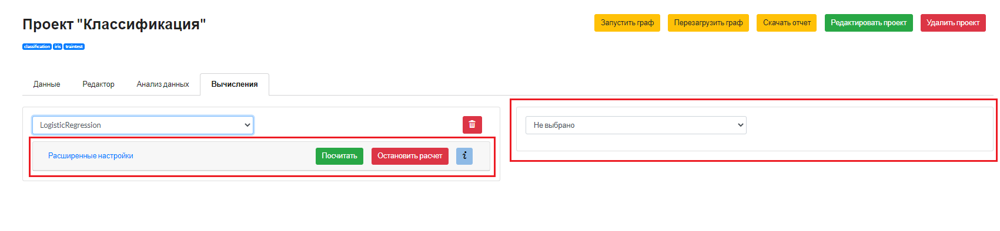 Проект "Классификация"
Запустить граф Перезагрузить граф Скачать отчет Редактировать проект Удалить проект
classification iris traintest
Данные Редактор Анализ данных Вычисления
LogisticRegression
Не выбрано
Расширенные настройки Посчитать Остановить расчет i